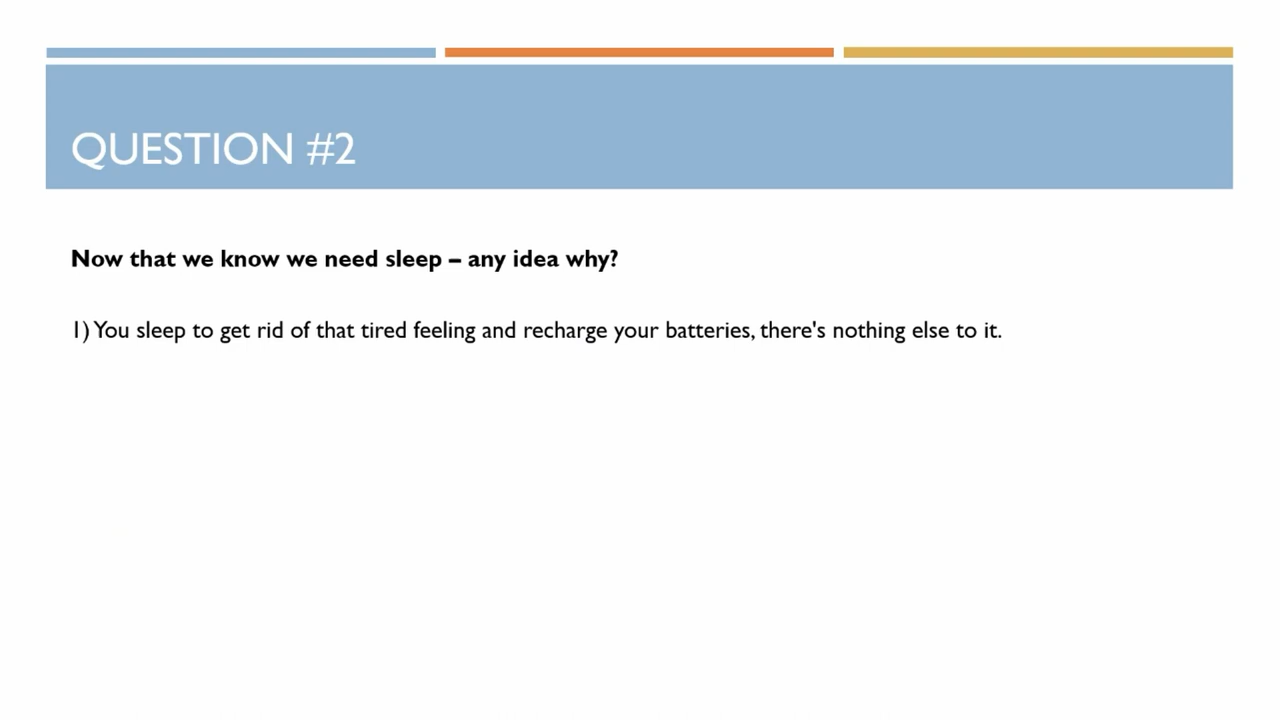 QUESTION #2
Now that we know we need sleep – any idea why?
1) You sleep to get rid of that tired feeling and recharge your batteries, there's nothing else to it.